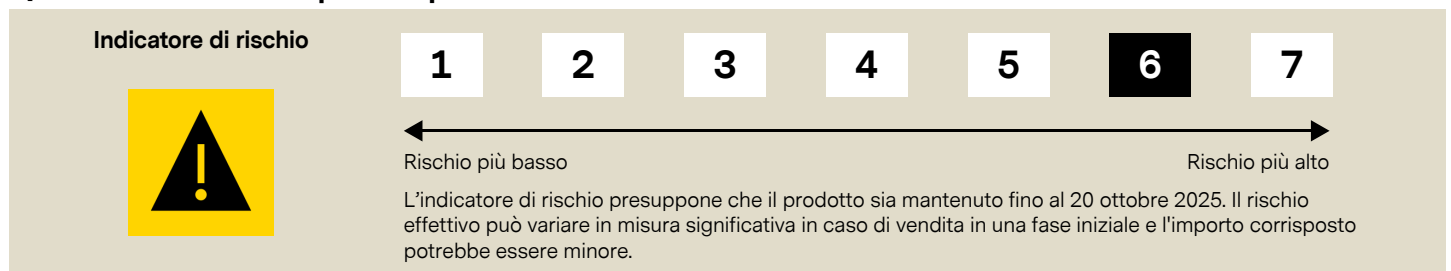 Indicatore di rischio
1 2 3 4 5 6 7
Rischio più basso Rischio più alto
L'indicatore di rischio presuppone che il prodotto sia mantenuto fino al 20 ottobre 2025. Il rischio
effettivo può variare in misura significativa in caso di vendita in una fase iniziale e l'importo corrisposto
potrebbe essere minore.